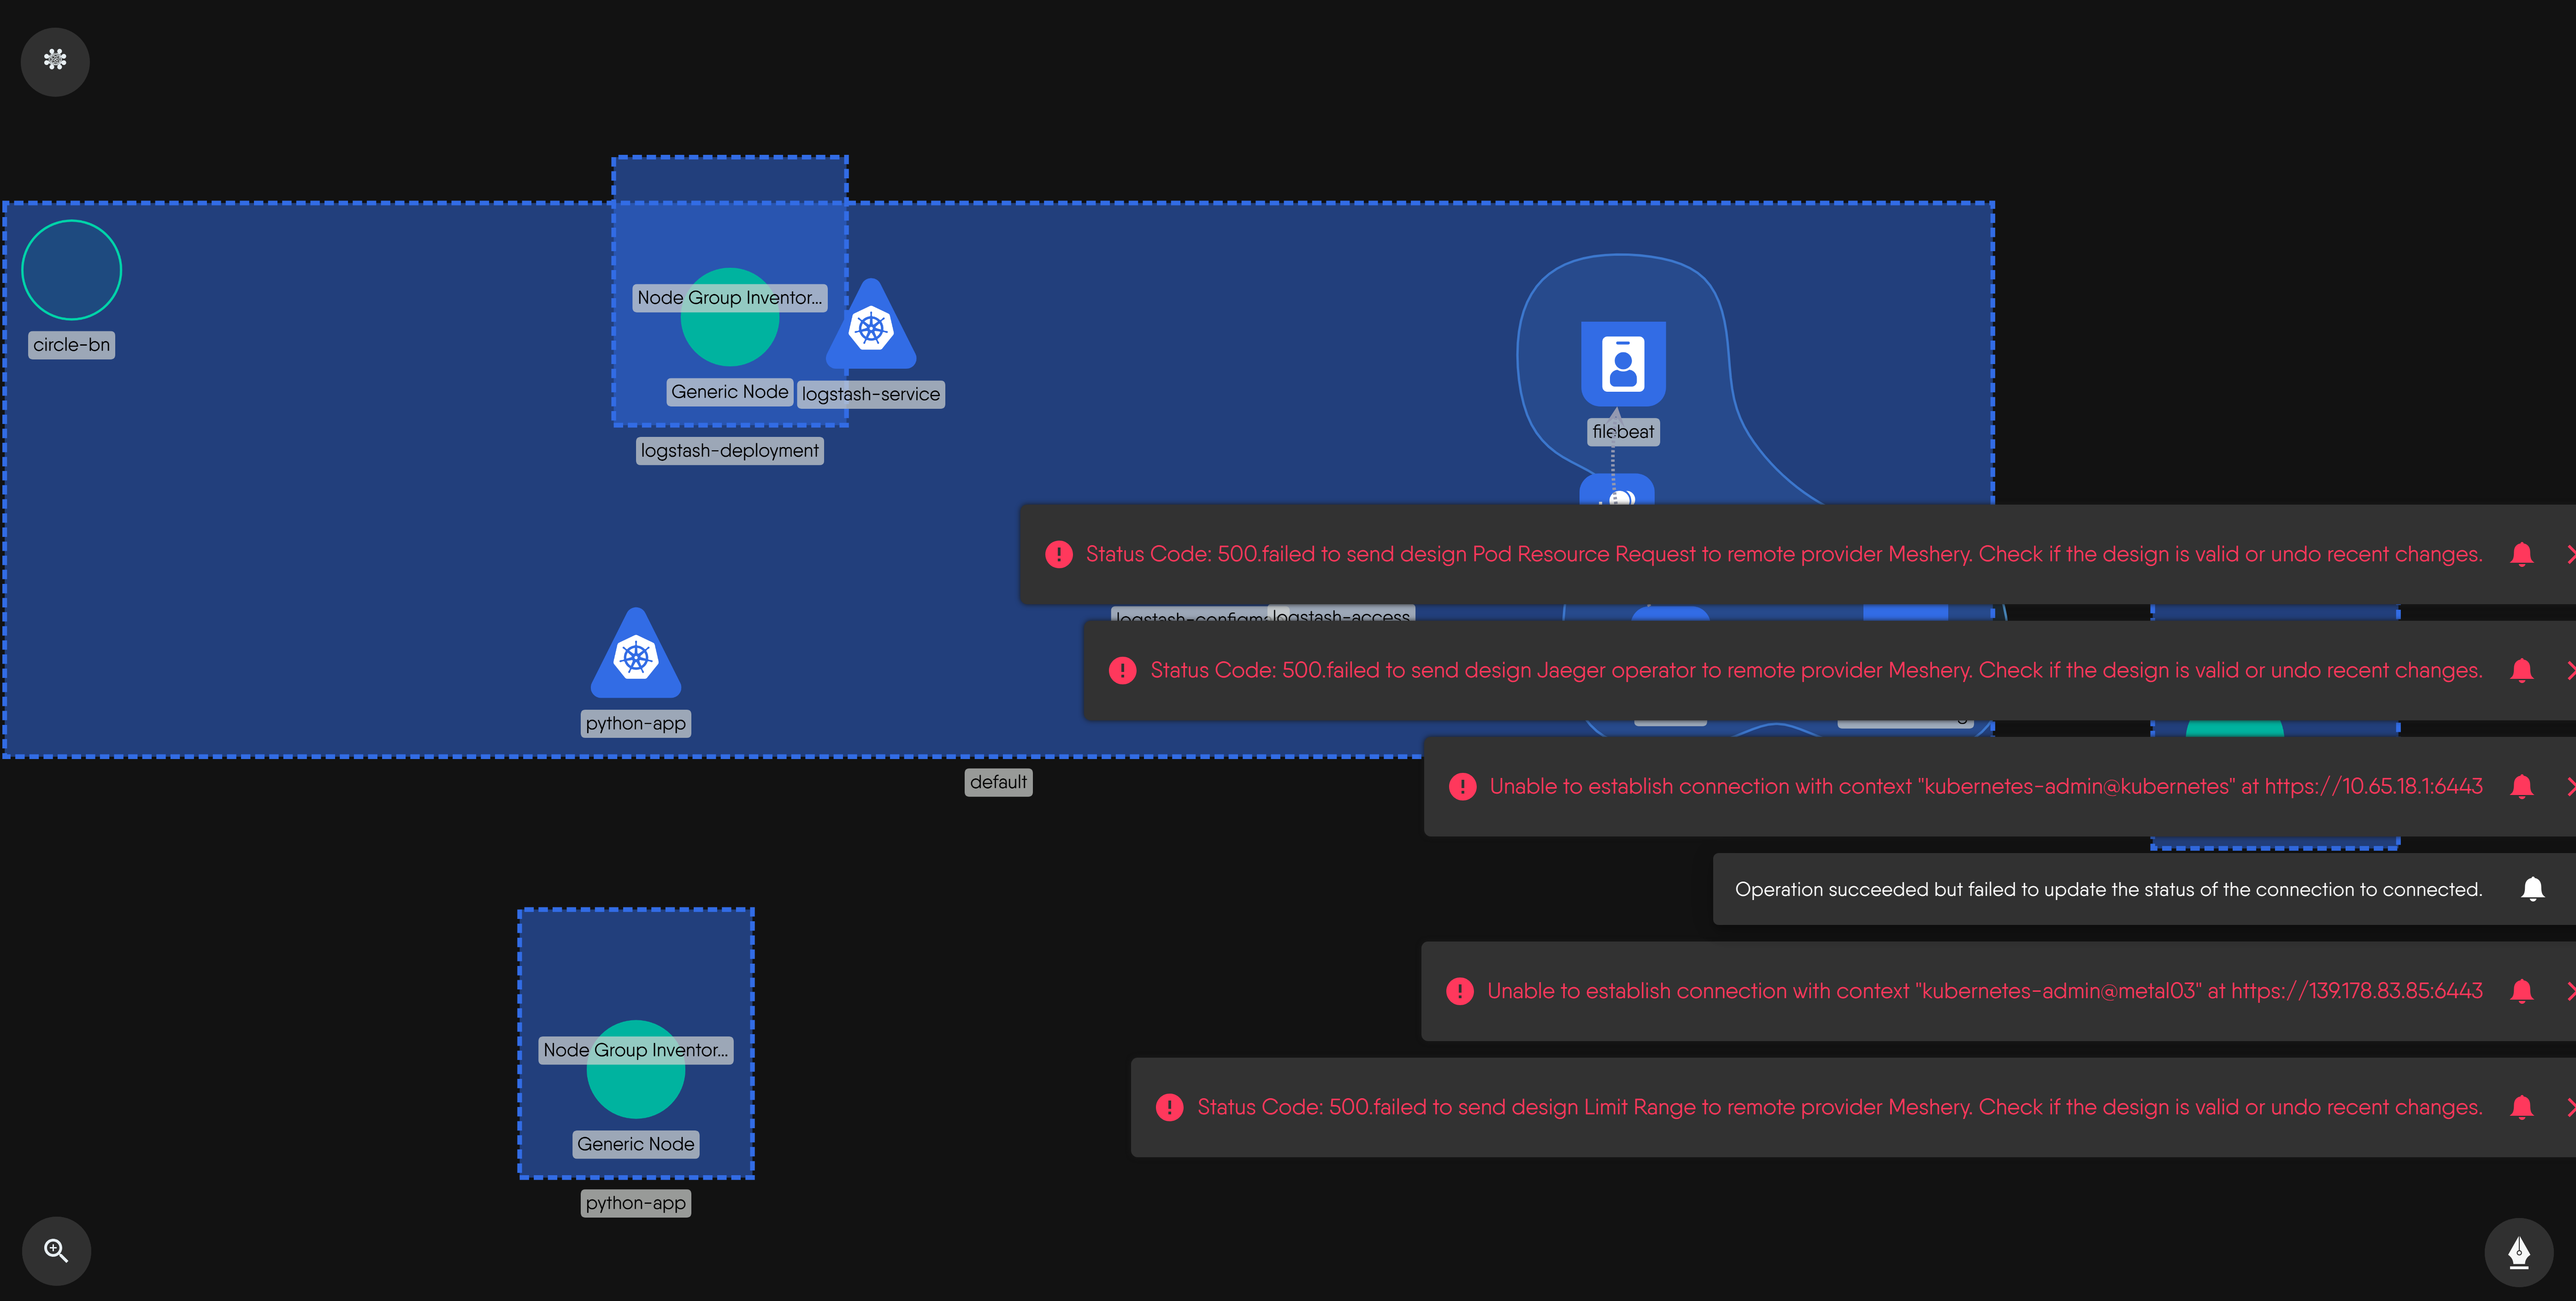 circle-bn
Node Group Inventor...
Generic Node
logstash-service
logstash-deployment
filebeat
Status Code: 500.failed to send design Pod Resource Request to remote provider Meshery. Check if the design is valid or undo recent changes.
logstash-access
Status Code: 500.failed to send design Jaeger operator to remote provider Meshery. Check if the design is valid or undo recent changes.
python-app
default
Unable to establish connection with context "kubernetes-admin@kubernetes" at https://10.65.18.1:6443
Operation succeeded but failed to update the status of the connection to connected.
Unable to establish connection with context "kubernetes-admin@metal03" at https://139.178.83.85:6443
Node Group Inventor...
Status Code: 500.failed to send design Limit Range to remote provider Meshery. Check if the design is valid or undo recent changes.
Generic Node
python-app